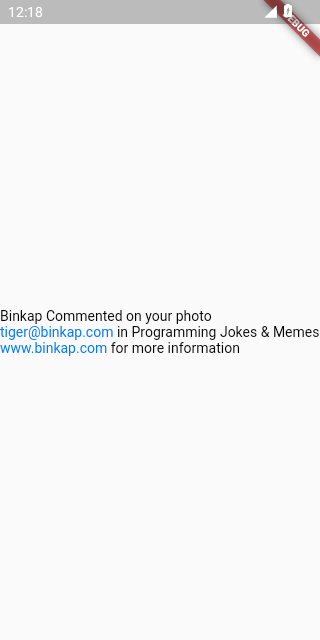 12:18
DEBUG
Binkap Commented on your photo
tiger@binkap.com in Programming Jokes & Memes
www.binkap.com for more information